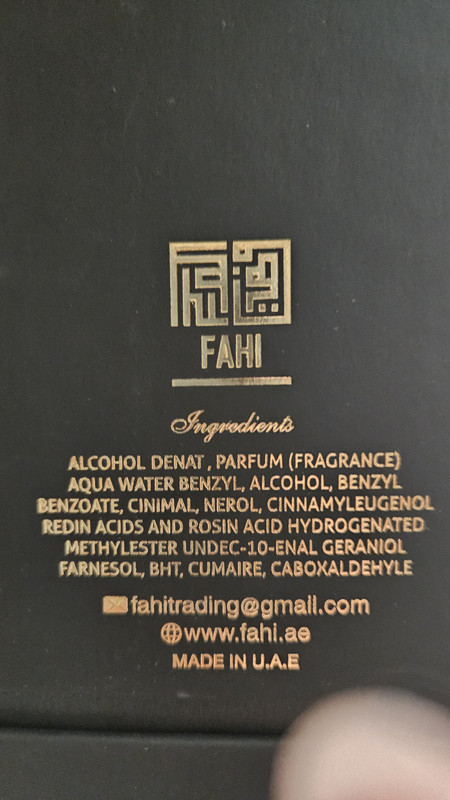 FAHI
Ingredients
ALCOHOL DENAT , PARFUM (FRAGRANCE)
AQUA WATER BENZYL, ALCOHOL, BENZYL
BENZOATE, CINIMAL, NEROL, CINNAMYLEUGENOL
REDIN ACIDS AND ROSIN ACID HYDROGENATED
METHYLESTER UNDEC-10-ENAL GERANIOL
FARNESOL, BHT, CUMAIRE, CABOXALDEHYLE
fahitrading@gmail.com
www.fahi.ae
MADE IN U.A.E